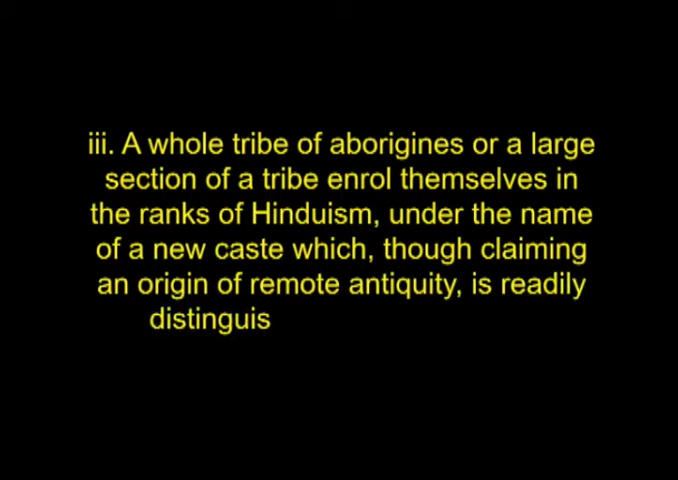 iii. A whole tribe of aborigines or a large
section of a tribe enrol themselves in
the ranks of Hinduism, under the name
of a new caste which, though claiming
an origin of remote antiquity, is readily
distinguis